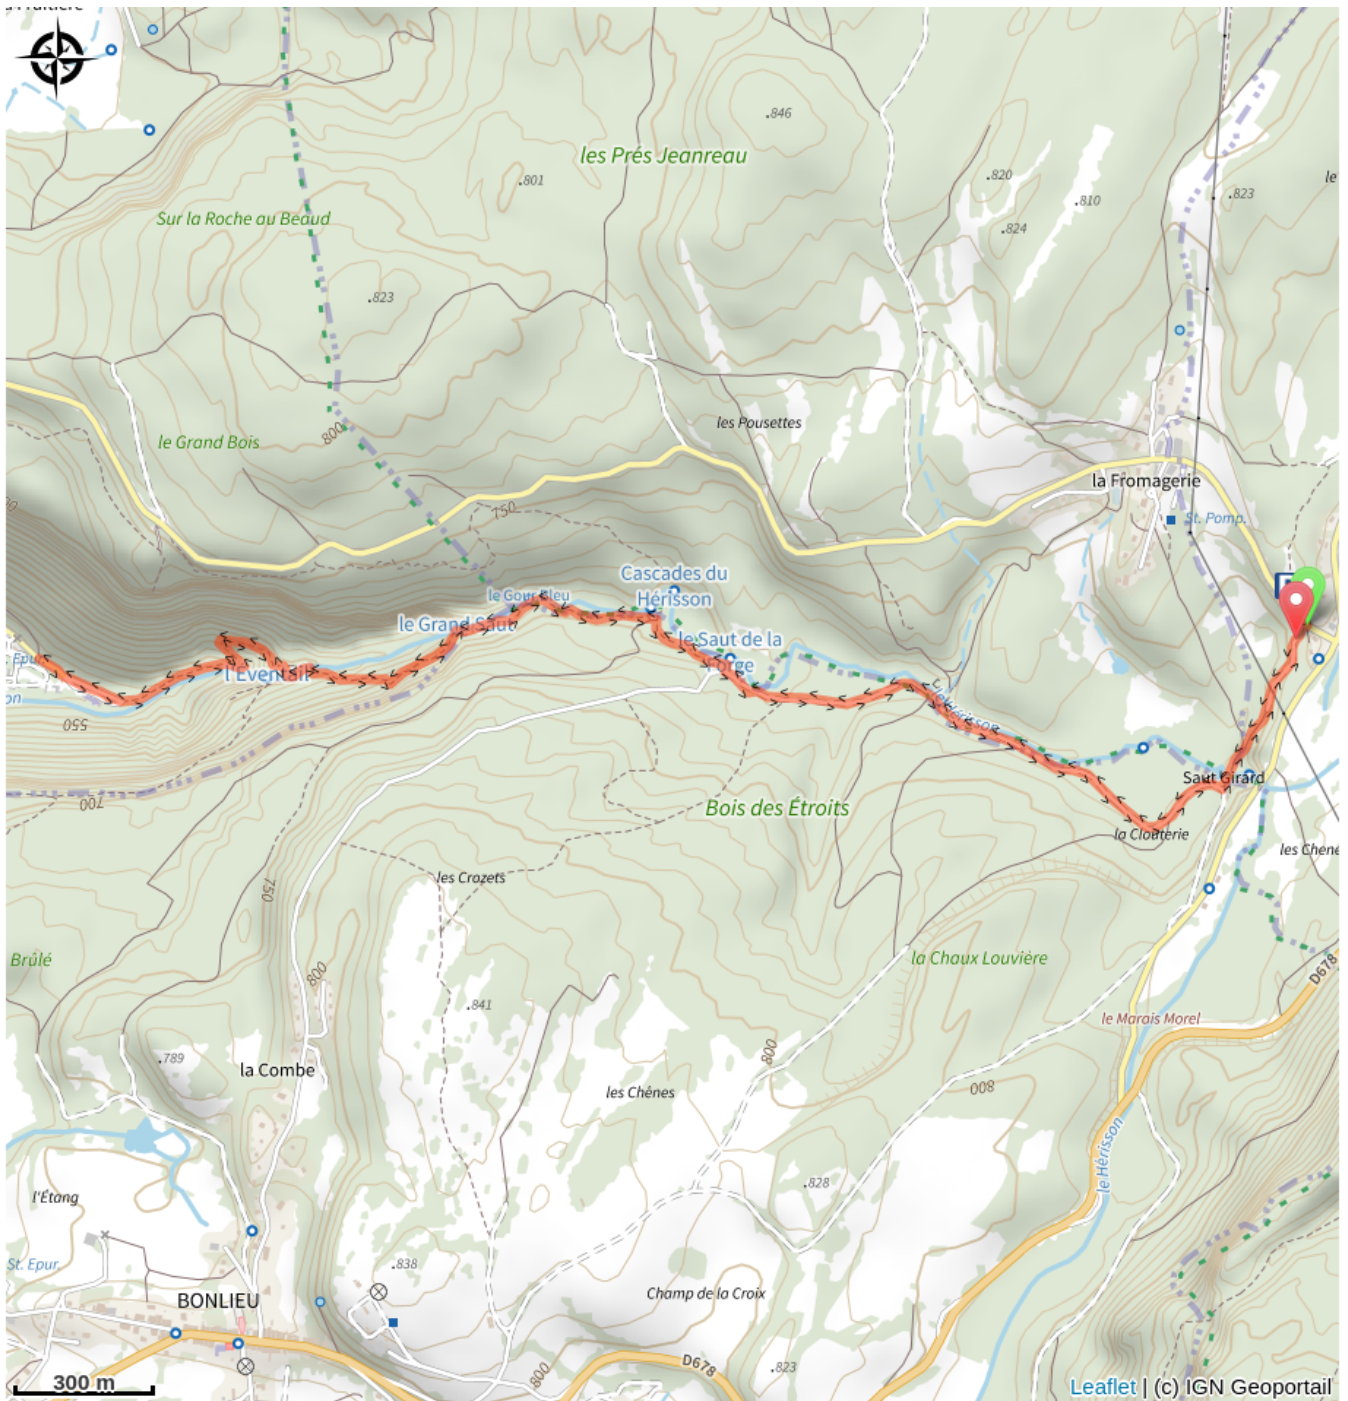 .846
les Prés Jeanreau
.801
.820
.810
.823
le
Sur la Roche au Beaud
.824
.823
les Pousettes
800
le Grand Bois
la Fromagerie
750
St. Pomp.
Cascades du
Hérisson
le Gour Bleu
le Grand Saut
le Saut de la
Forge
l'Eventail
550
le Hérisson
700
Saut Girard
Bois des Étroits
la Clouterie
les Chene
les Crozets
750
Brûlé
la Chaux Louvière
800
D678
.841
le Marais Morel
.789
la Combe
800
les Chênes
800
le Hérisson
l'Étang
.828
St. Epur.
.838
BONLIEU
Champ de la Croix
800
D678
.823
300 m
Leaflet | (c) IGN Geoportail